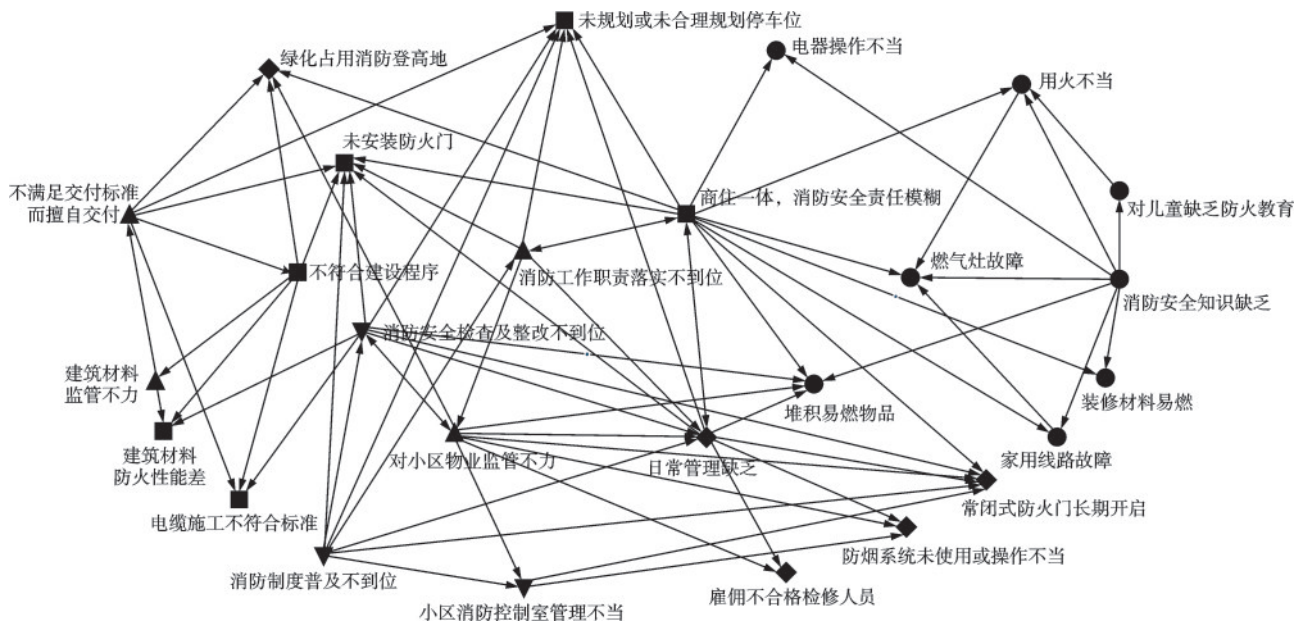 未规划或未合理规划停车位
电器操作不当
绿化占用消防登高地
用火不当
未安装防火门
不满足交付标准
而擅自交付
商住一体，消防安全责任模糊
对儿童缺乏防火教育
不符合建设程序
消防工作职责落实不到位
燃气灶故障
消防安全知识缺乏
消防安全检查及整改不到位
建筑材料
监管不力
堆积易燃物品
装修材料易燃
建筑材料
防火性能差
对小区物业监管不力
日常管理缺乏
家用线路故障
电缆施工不符合标准
常闭式防火门长期开启
防烟系统未使用或操作不当
消防制度普及不到位
小区消防控制室管理不当
雇佣不合格检修人员